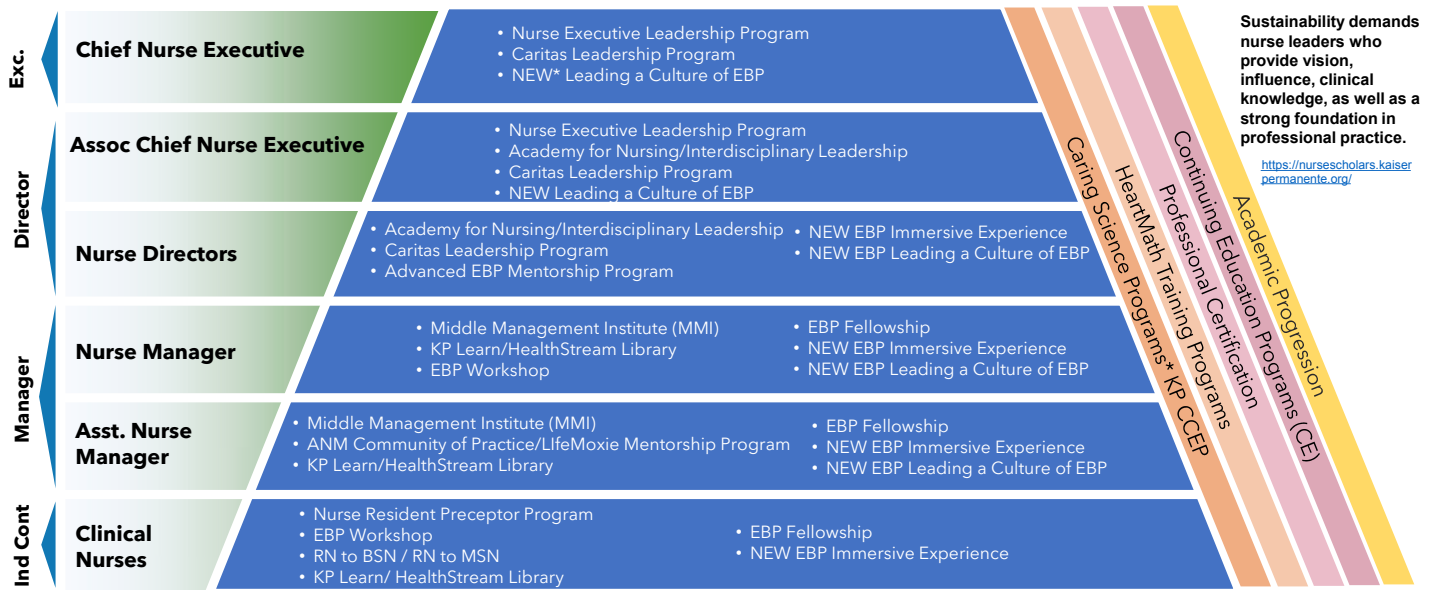 Exc.
Chief Nurse Executive
• Nurse Executive Leadership Program
• Caritas Leadership Program
• NEW* Leading a Culture of EBP
Director
Assoc Chief Nurse Executive
• Nurse Executive Leadership Program
• Academy for Nursing/Interdisciplinary Leadership
• Caritas Leadership Program
• NEW Leading a Culture of EBP
Nurse Directors
• Academy for Nursing/Interdisciplinary Leadership
• Caritas Leadership Program
• Advanced EBP Mentorship Program
• NEW EBP Immersive Experience
• NEW EBP Leading a Culture of EBP
Manager
Nurse Manager
• Middle Management Institute (MMI)
• KP Learn/HealthStream Library
• EBP Workshop
• EBP Fellowship
• NEW EBP Immersive Experience
• NEW EBP Leading a Culture of EBP
Asst. Nurse
Manager
• Middle Management Institute (MMI)
• ANM Community of Practice/LIfeMoxie Mentorship Program
• KP Learn/HealthStream Library
• EBP Fellowship
• NEW EBP Immersive Experience
• NEW EBP Leading a Culture of EBP
Ind Cont
Clinical
Nurses
• Nurse Resident Preceptor Program
• EBP Workshop
• RN to BSN / RN to MSN
• KP Learn/ HealthStream Library
• EBP Fellowship
• NEW EBP Immersive Experience
Caring Science Programs* KP CCEP
HeartMath Training Programs
Professional Certification
Continuing Education Programs (CE)
Academic Progression
Sustainability demands
nurse leaders who
provide vision,
influence, clinical
knowledge, as well as a
strong foundation in
professional practice.
https://nursescholars.kaiser
permanente.org/